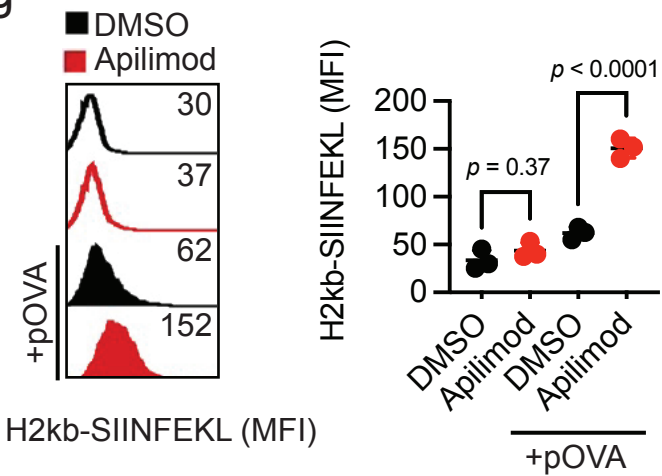 g
DMSO
Apilimod
30
37
62
152
+pOVA
H2kb-SIINFEKL (MFI)
H2kb-SIINFEKL (MFI)
200
150
100
50
0
p = 0.37
p < 0.0001
DMSO
Apilimod
DMSO
Apilimod
+pOVA